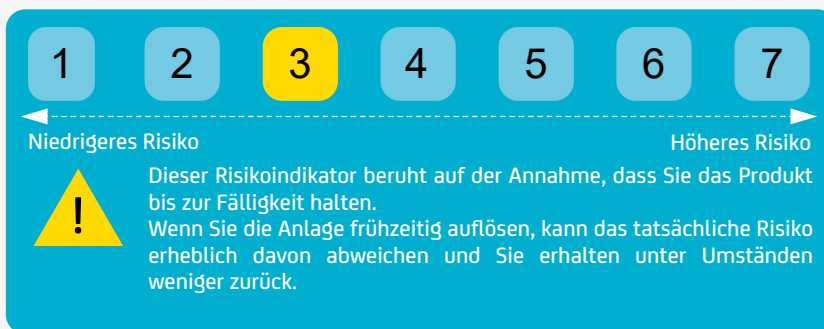 1 2 3 4 5 6 7
Niedrigeres Risiko Höheres Risiko
!
Dieser Risikoindikator beruht auf der Annahme, dass Sie das Produkt
bis zur Fälligkeit halten.
Wenn Sie die Anlage frühzeitig auflösen, kann das tatsächliche Risiko
erheblich davon abweichen und Sie erhalten unter Umständen
weniger zurück.